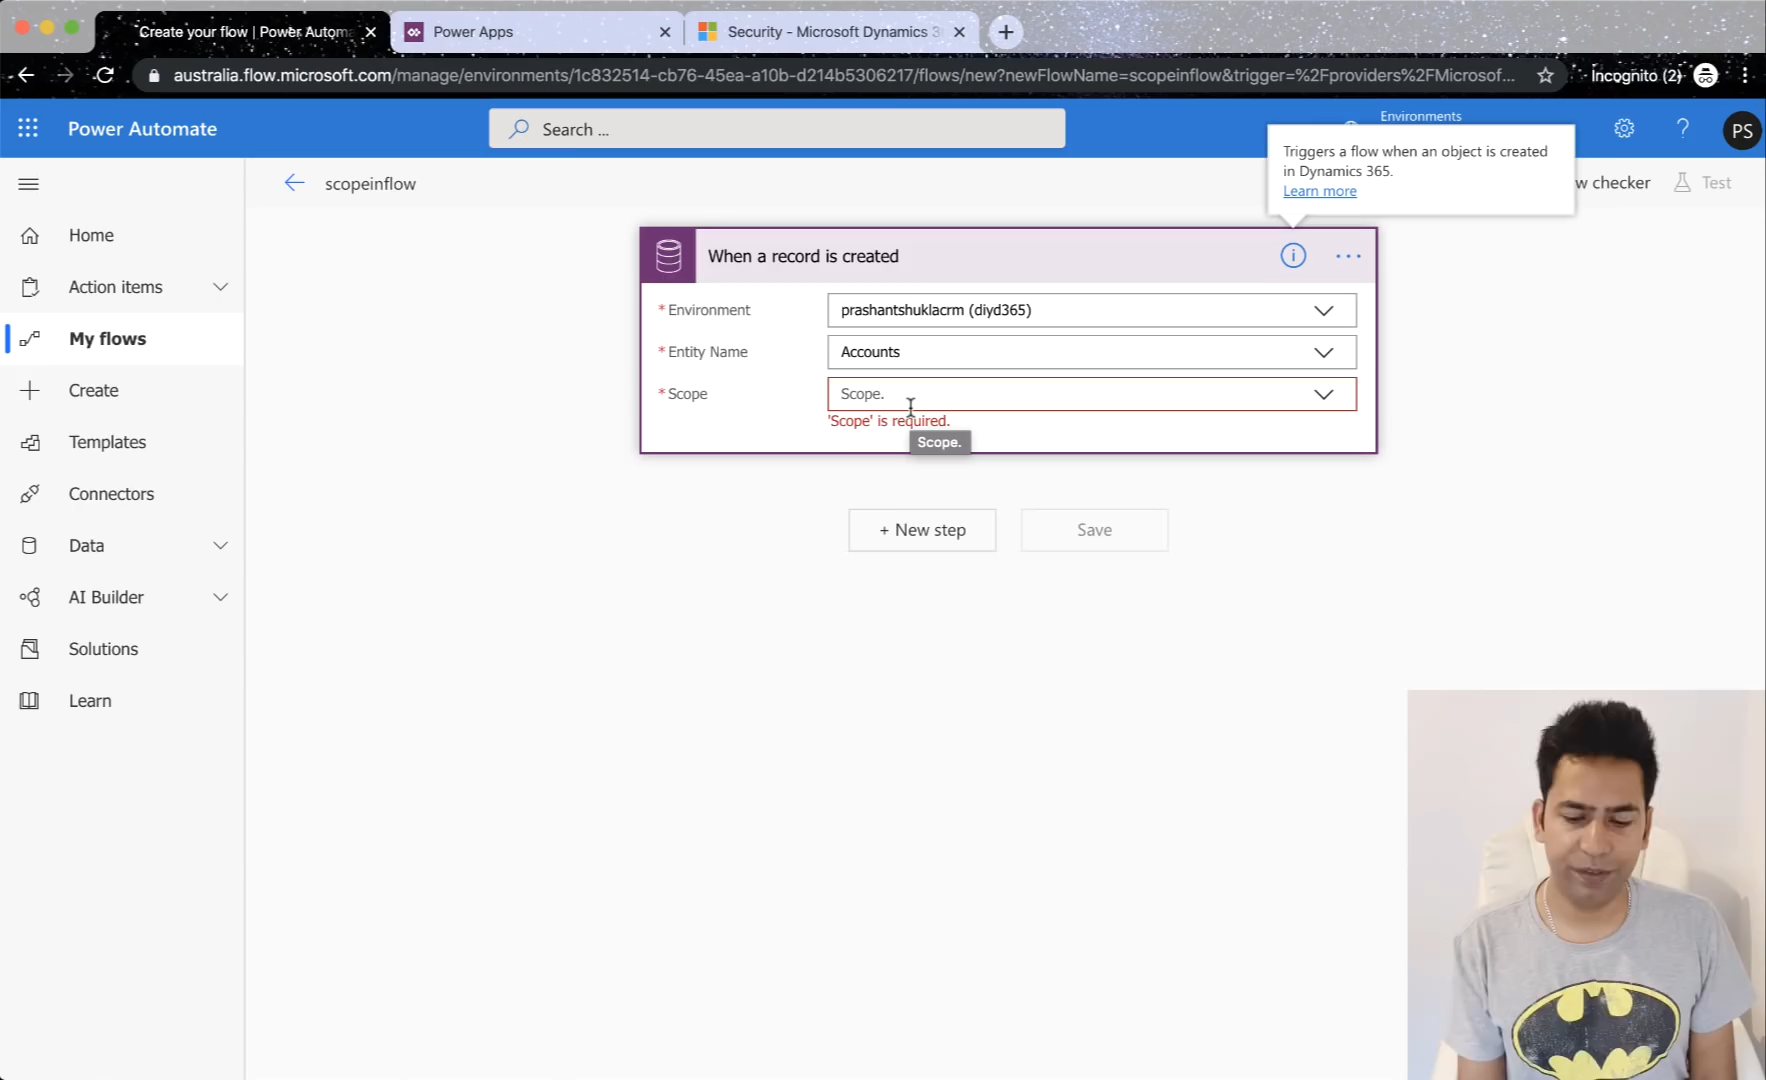 Create your flow | Power Autom
Power Apps
Security - Microsoft Dynamics 3
australia.flow.microsoft.com/manage/environments/1c832514-cb76-45ea-a10b-d214b5306217/flows/new?newFlowName=scopeinflow&trigger=%2Fproviders%2FMicrosof...
Incognito (2)
Power Automate
Search ...
Environments
PS
Triggers a flow when an object is created
in Dynamics 365.
Learn more
scopeinflow
w checker
Test
Home
Action items
My flows
Create
Templates
Connectors
Data
AI Builder
Solutions
Learn
When a record is created
* Environment
prashantshuklacrm (diyd365)
* Entity Name
Accounts
* Scope
Scope.
'Scope' is required.
Scope.
+ New step
Save